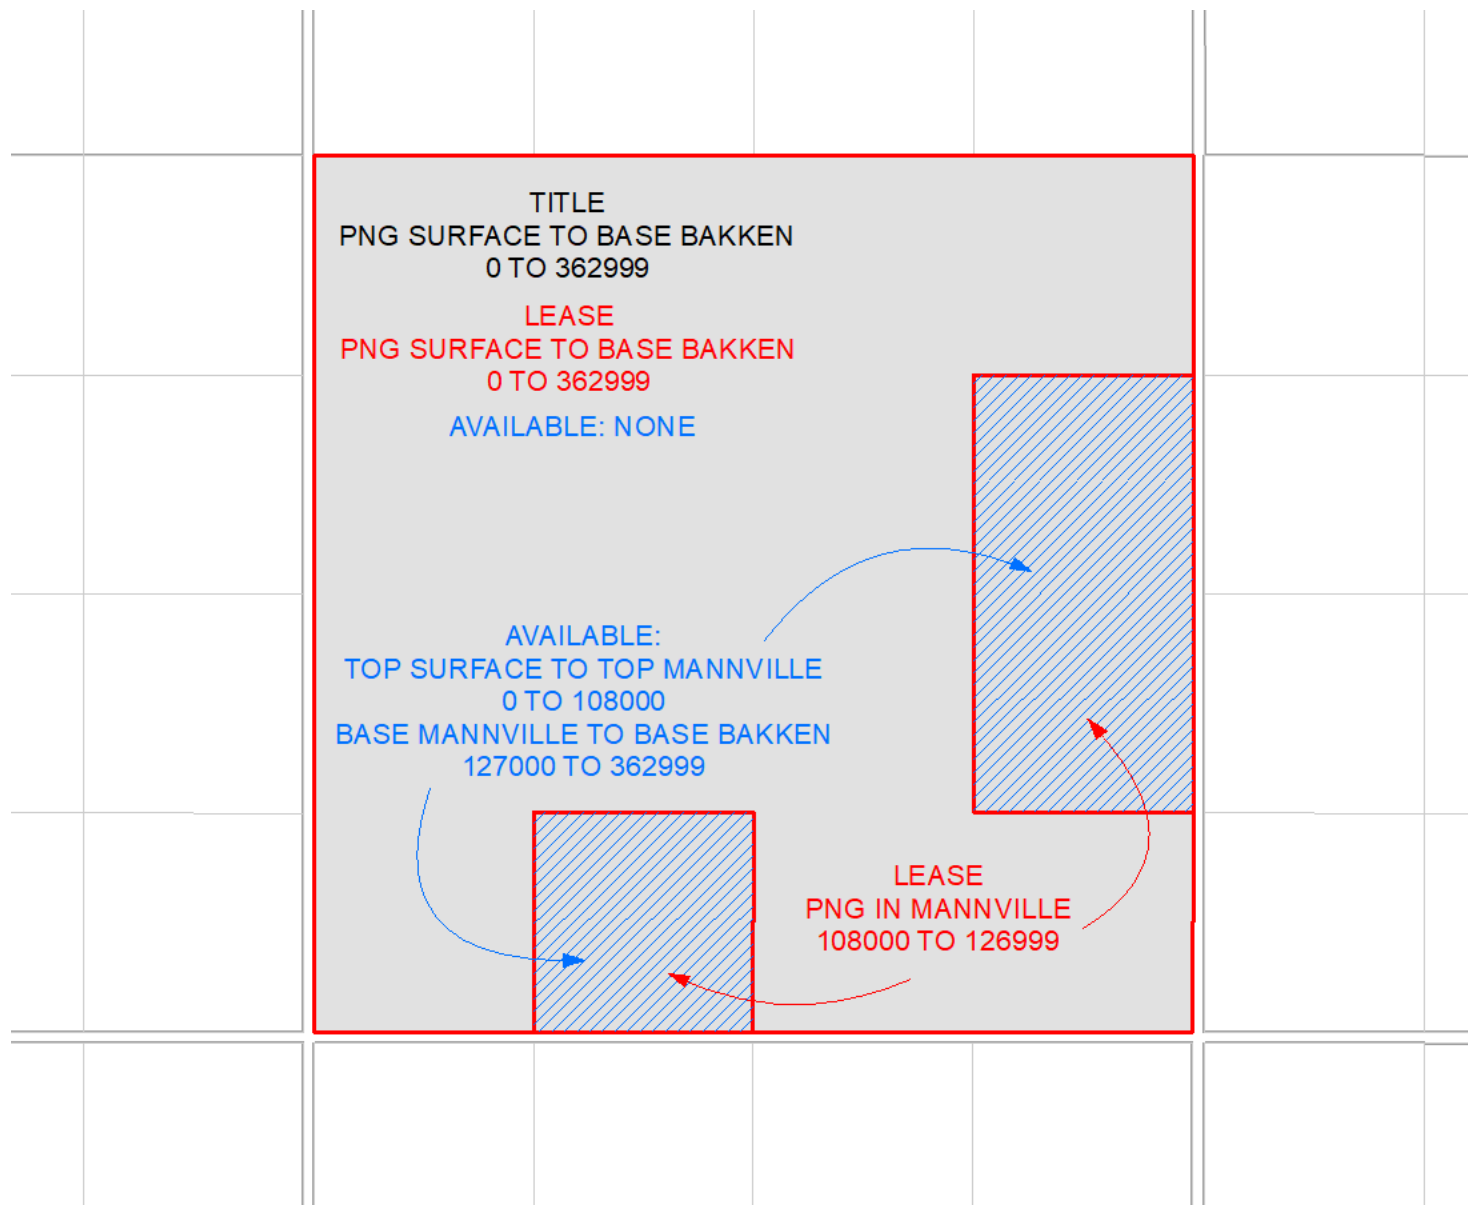 TITLE
PNG SURFACE TO BASE BAKKEN
0 TO 362999
LEASE
PNG SURFACE TO BASE BAKKEN
0 TO 362999
AVAILABLE: NONE
AVAILABLE:
TOP SURFACE TO TOP MANNVILLE
0 TO 108000
BASE MANNVILLE TO BASE BAKKEN
127000 TO 362999
LEASE
PNG IN MANNVILLE
108000 TO 126999